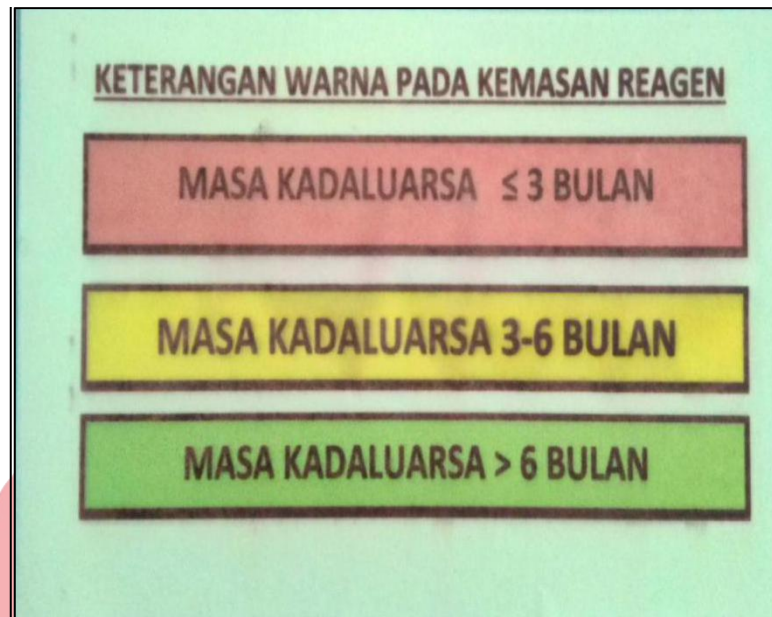 KETERANGAN WARNA PADA KEMASAN REAGEN
MASA KADALUARSA ≤ 3 BULAN
MASA KADALUARSA 3-6 BULAN
MASA KADALUARSA > 6 BULAN